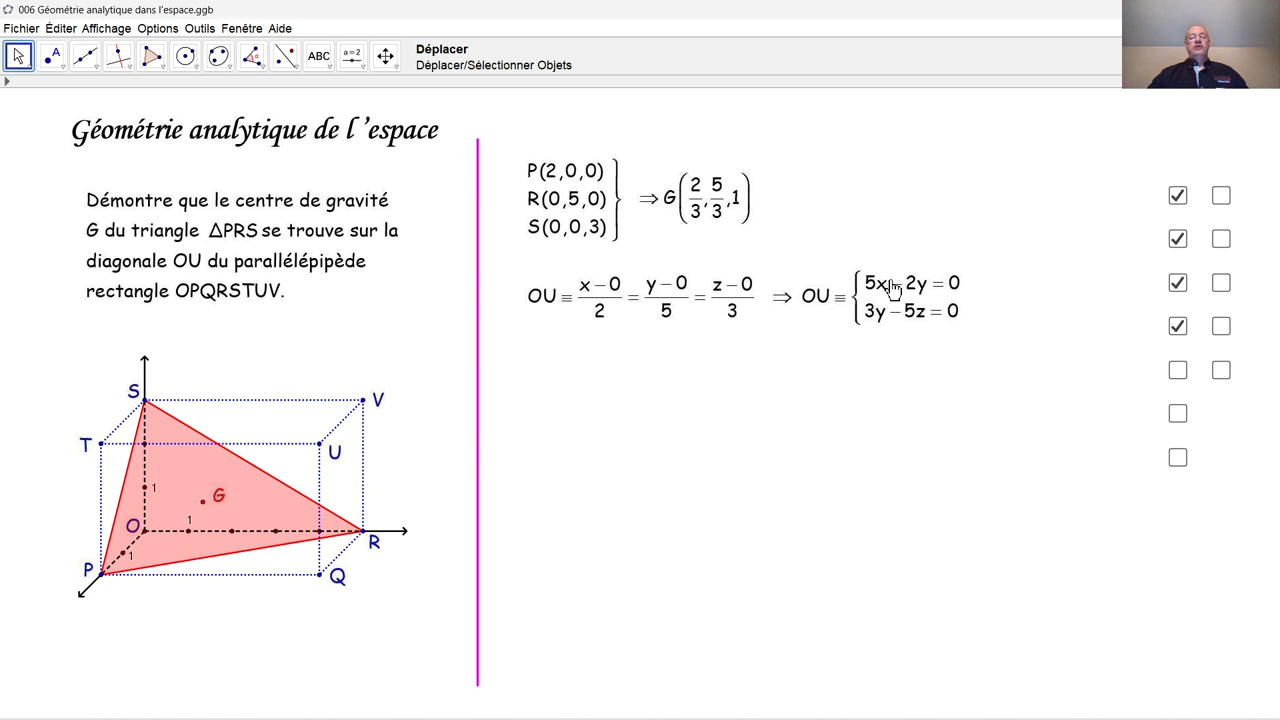 006 Géométrie analytique dans l'espace.ggb
Fichier Éditer Affichage Options Outils Fenêtre Aide
A
ABC
a=2
Déplacer
Déplacer/Sélectionner Objets
Géométrie analytique de l 'espace
Démontre que le centre de gravité
G du triangle ΔPRS se trouve sur la
diagonale OU du parallélépipède
rectangle OPQRSTUV.
S
V
T
U
1
G
O
1
R
1
P
Q
P(2,0,0)
R(0,5,0)
S(0,0,3)
⇒ G(2/3, 5/3, 1)
OU ≡ x−0/2 = y−0/5 = z−0/3 ⇒ OU ≡ { 5x−2y = 0
3y−5z = 0